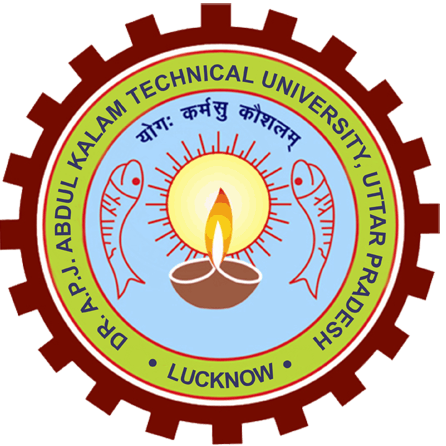 DR. A.P.J. ABDUL KALAM TECHNICAL UNIVERSITY, UTTAR PRADESH
योगः कर्मसु कौशलम्
• LUCKNOW •